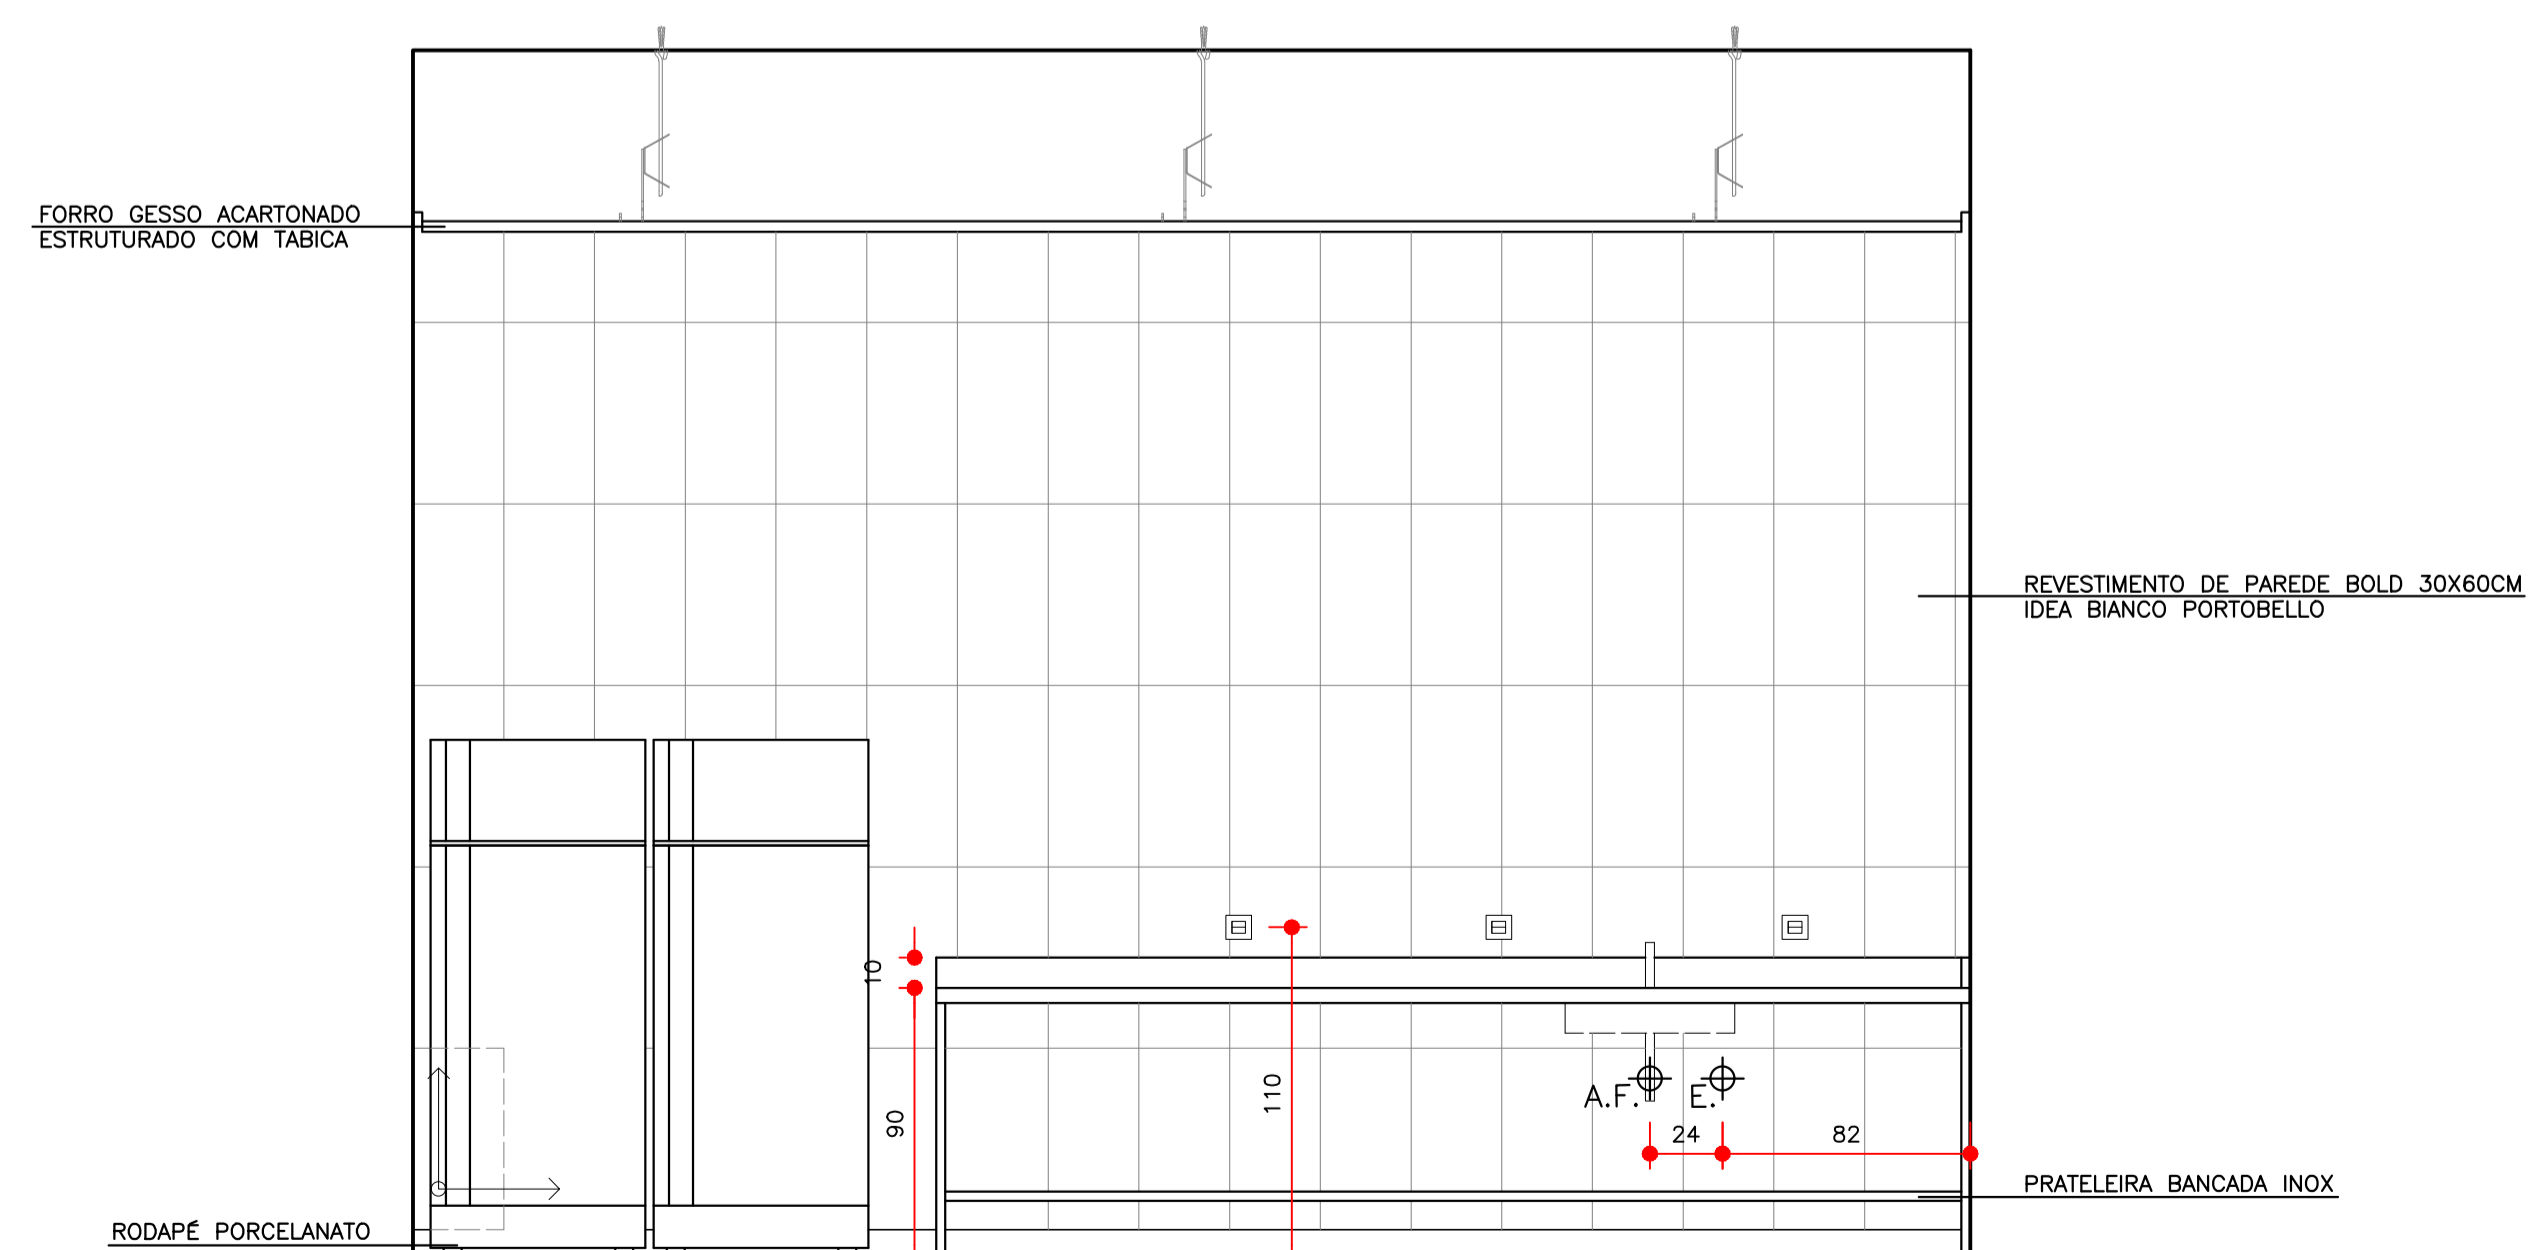 FORRO GESSO ACARTONADO
ESTRUTURADO COM TABICA
REVESTIMENTO DE PAREDE BOLD 30X60CM
IDEA BIANCO PORTOBELLO
10
110
90
A.F.
E.
24
82
PRATELEIRA BANCADA INOX
RODAPÉ PORCELANATO